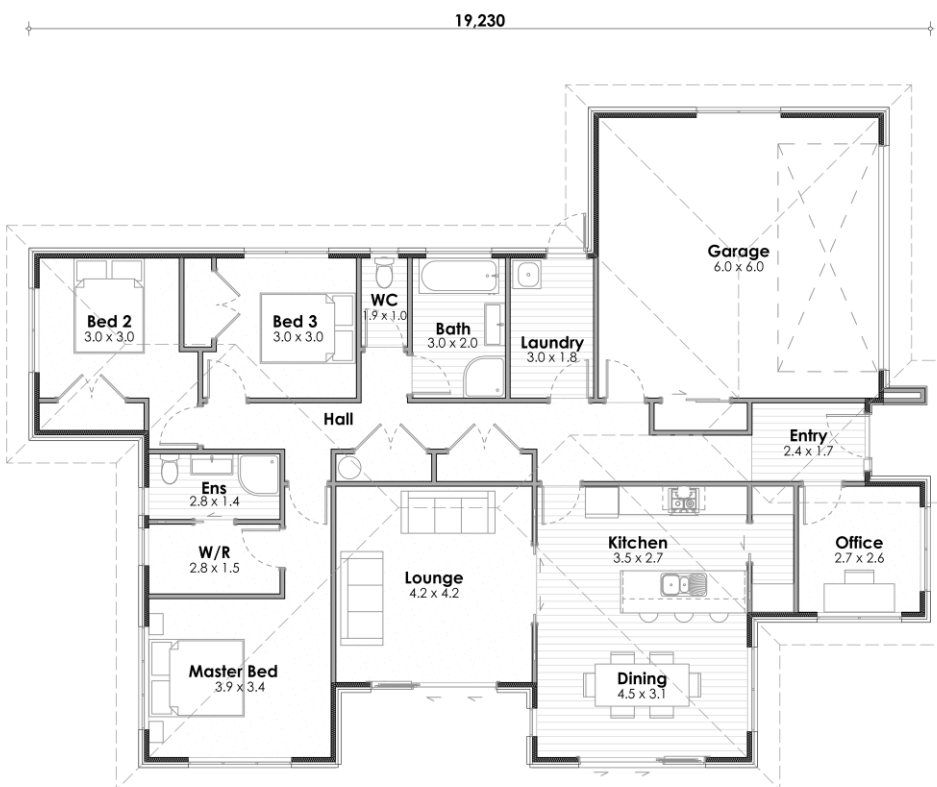 19,230
Garage
6.0 x 6.0
Bed 2
3.0 x 3.0
Bed 3
3.0 x 3.0
WC
1.9 x 1.0
Bath
3.0 x 2.0
Laundry
3.0 x 1.8
Hall
Entry
2.4 x 1.7
Ens
2.8 x 1.4
W/R
2.8 x 1.5
Lounge
4.2 x 4.2
Kitchen
3.5 x 2.7
Office
2.7 x 2.6
Master Bed
3.9 x 3.4
Dining
4.5 x 3.1